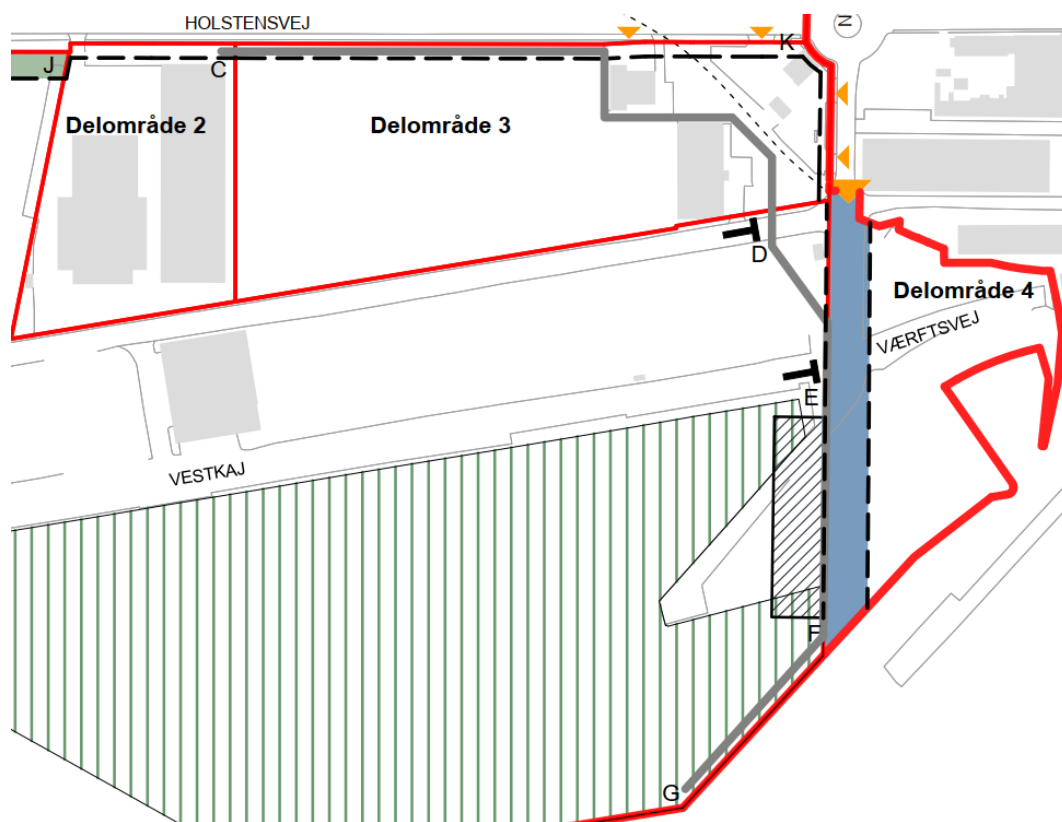 HOLSTENSVEJ
N
K
J
C
Delområde 2
Delområde 3
D
Delområde 4
VÆRFTSVEJ
E
VESTKAJ
F
G